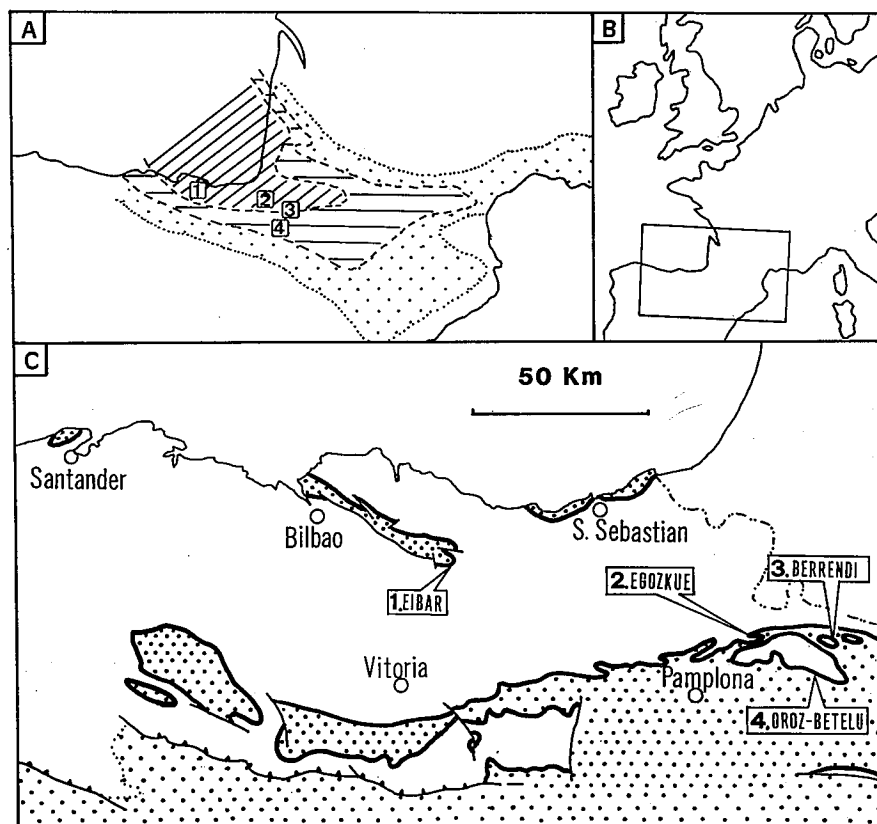 A
B
1
2
3
4
C
50 Km
Santander
Bilbao
S. Sebastian
1.EIBAR
2.EGOZKUE
3.BERRENDI
Vitoria
Pamplona
4.OROZ-BETELU